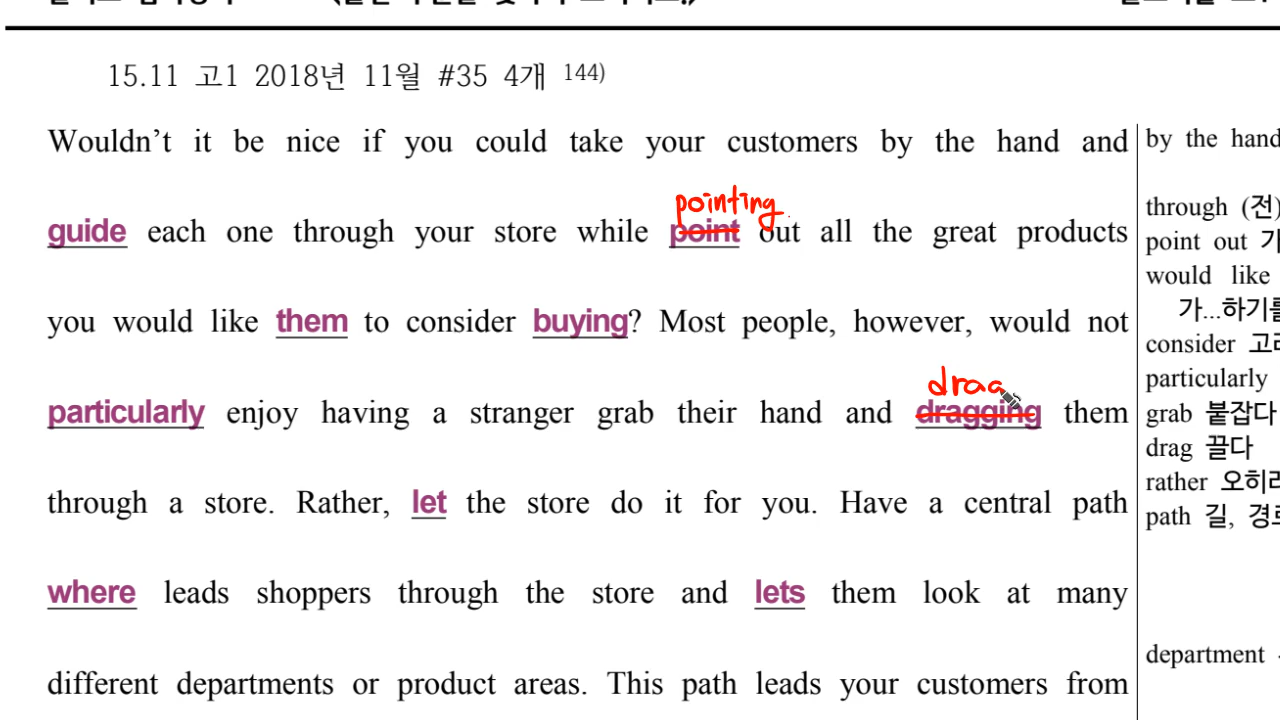 15.11 고1 2018년 11월 #35 4개 144)
Wouldn't it be nice if you could take your customers by the hand and
pointing
guide each one through your store while point out all the great products
you would like them to consider buying? Most people, however, would not
drag
particularly enjoy having a stranger grab their hand and dragging them
through a store. Rather, let the store do it for you. Have a central path
where leads shoppers through the store and lets them look at many
different departments or product areas. This path leads your customers from
by the hand
through (전)
point out
would like
가...하기를
consider 고려
particularly
grab 붙잡다
drag 끌다
rather 오히려
path 길, 경로
department